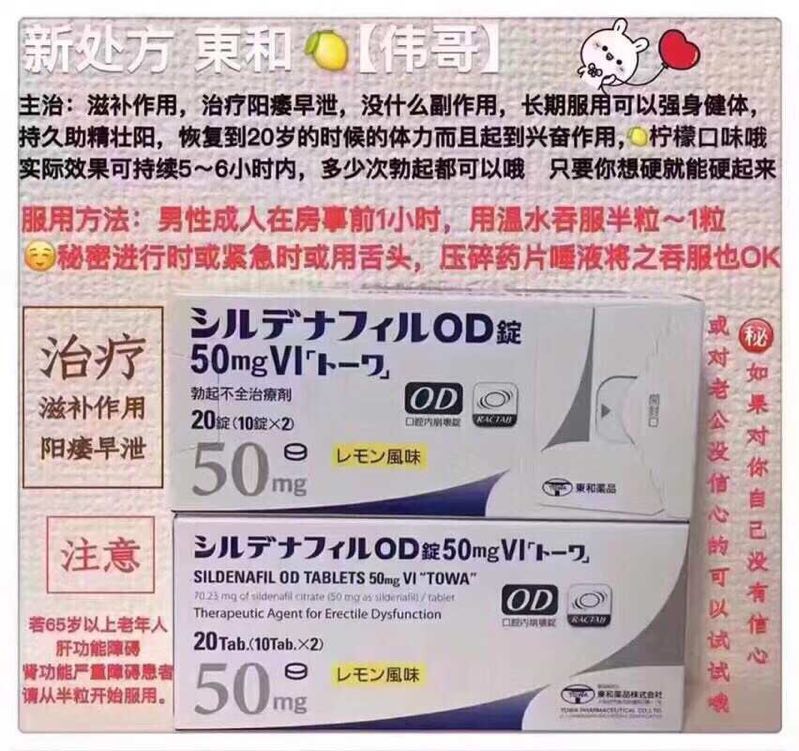 新处方 東和🍋【伟哥】
主治：滋补作用，治疗阳痿早泄，没什么副作用，长期服用可以强身健体，
持久助精壮阳，恢复到20岁的时候的体力而且起到兴奋作用，🍋柠檬口味哦
实际效果可持续5～6小时内，多少次勃起都可以哦　只要你想硬就能硬起来
服用方法：男性成人在房事前1小时，用温水吞服半粒～1粒
😌秘密进行时或紧急时或用舌头，压碎药片唾液将之吞服也OK
治疗
滋补作用
阳痿早泄
シルデナフィルOD錠
50mgVI「トーワ」
勃起不全治療剤
20錠(10錠×2)
OD
口腔内崩壊錠
RACTAB
50mg
レモン風味
開封口
TOWA 東和薬品
注意
若65岁以上老年人
肝功能障碍
肾功能严重障碍患者
请从半粒开始服用。
シルデナフィルOD錠50mgVI「トーワ」
SILDENAFIL OD TABLETS 50mg VI "TOWA"
70.23 mg of sildenafil citrate (50 mg as sildenafil) / tablet
Therapeutic Agent for Erectile Dysfunction
20Tab.(10Tab.×2)
OD
口腔内崩壊錠
RACTAB
50mg
レモン風味
TOWA 東和薬品株式会社
TOWA PHARMACEUTICAL CO.,LTD.
㊙如果对你自己没有信心
或对老公没信心的可以试试哦